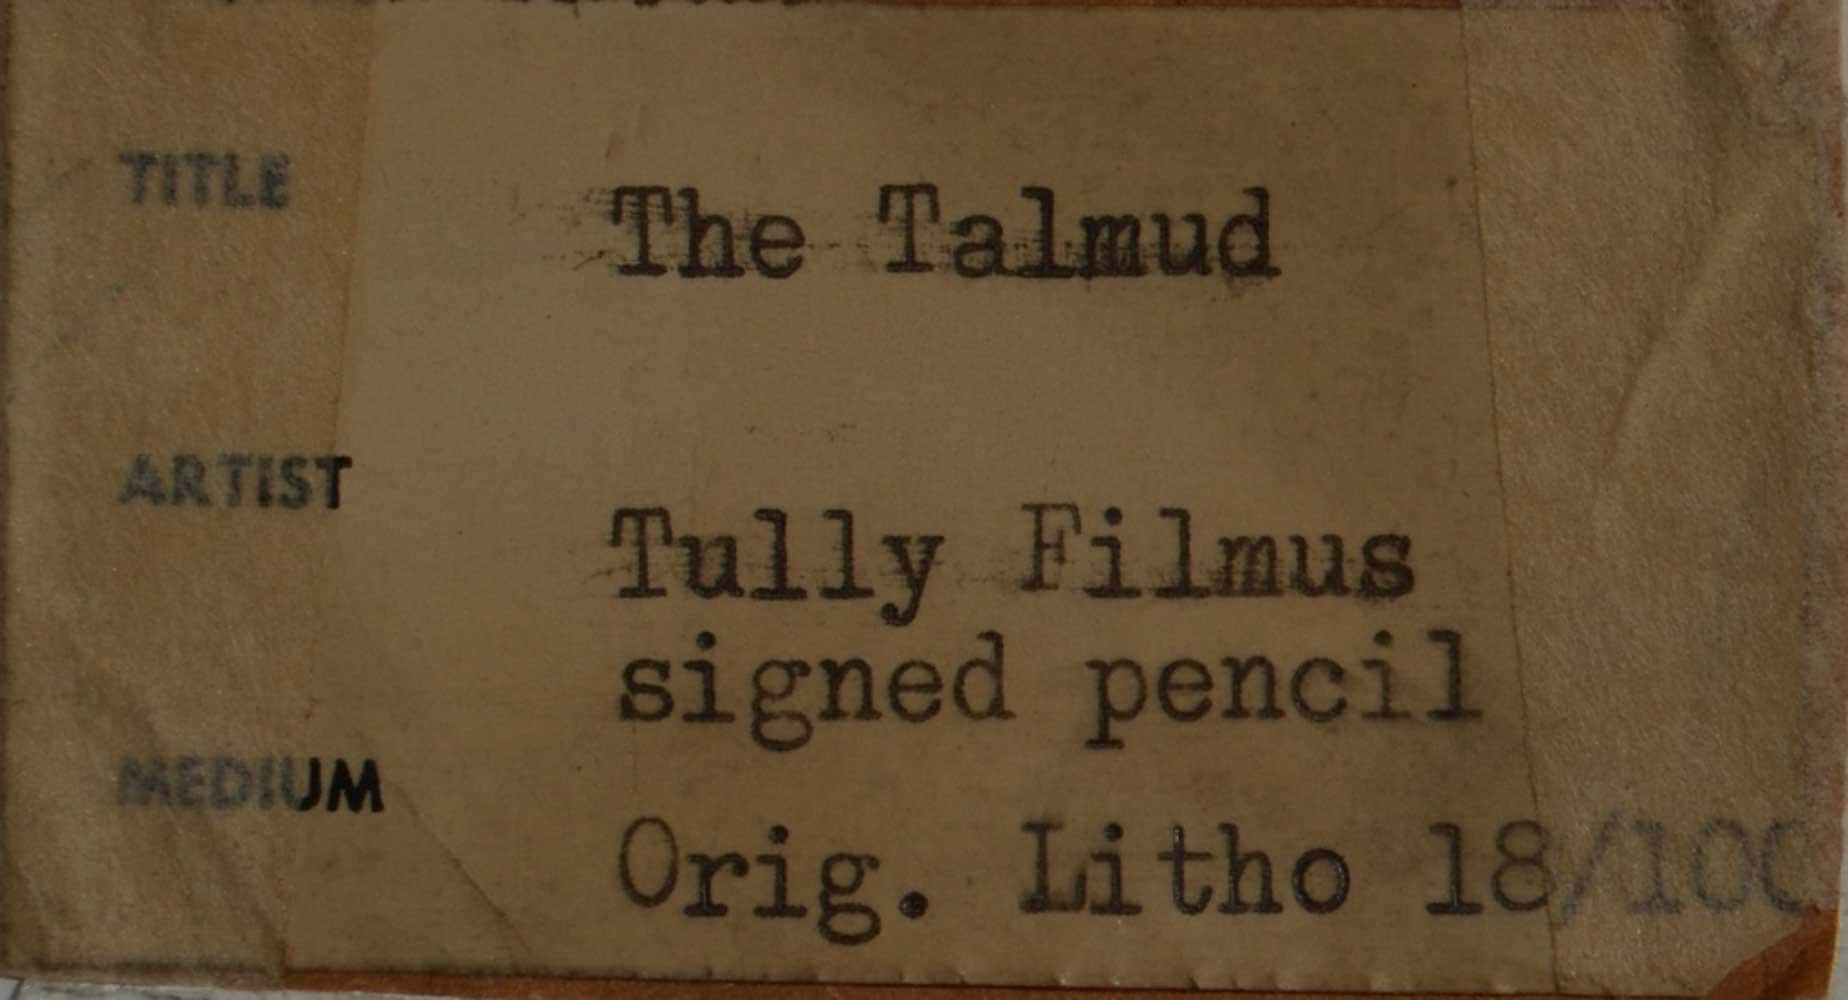 TITLE The Talmud
ARTIST
Tully Filmus
signed pencil
MEDIUM
Orig. Litho 18/100